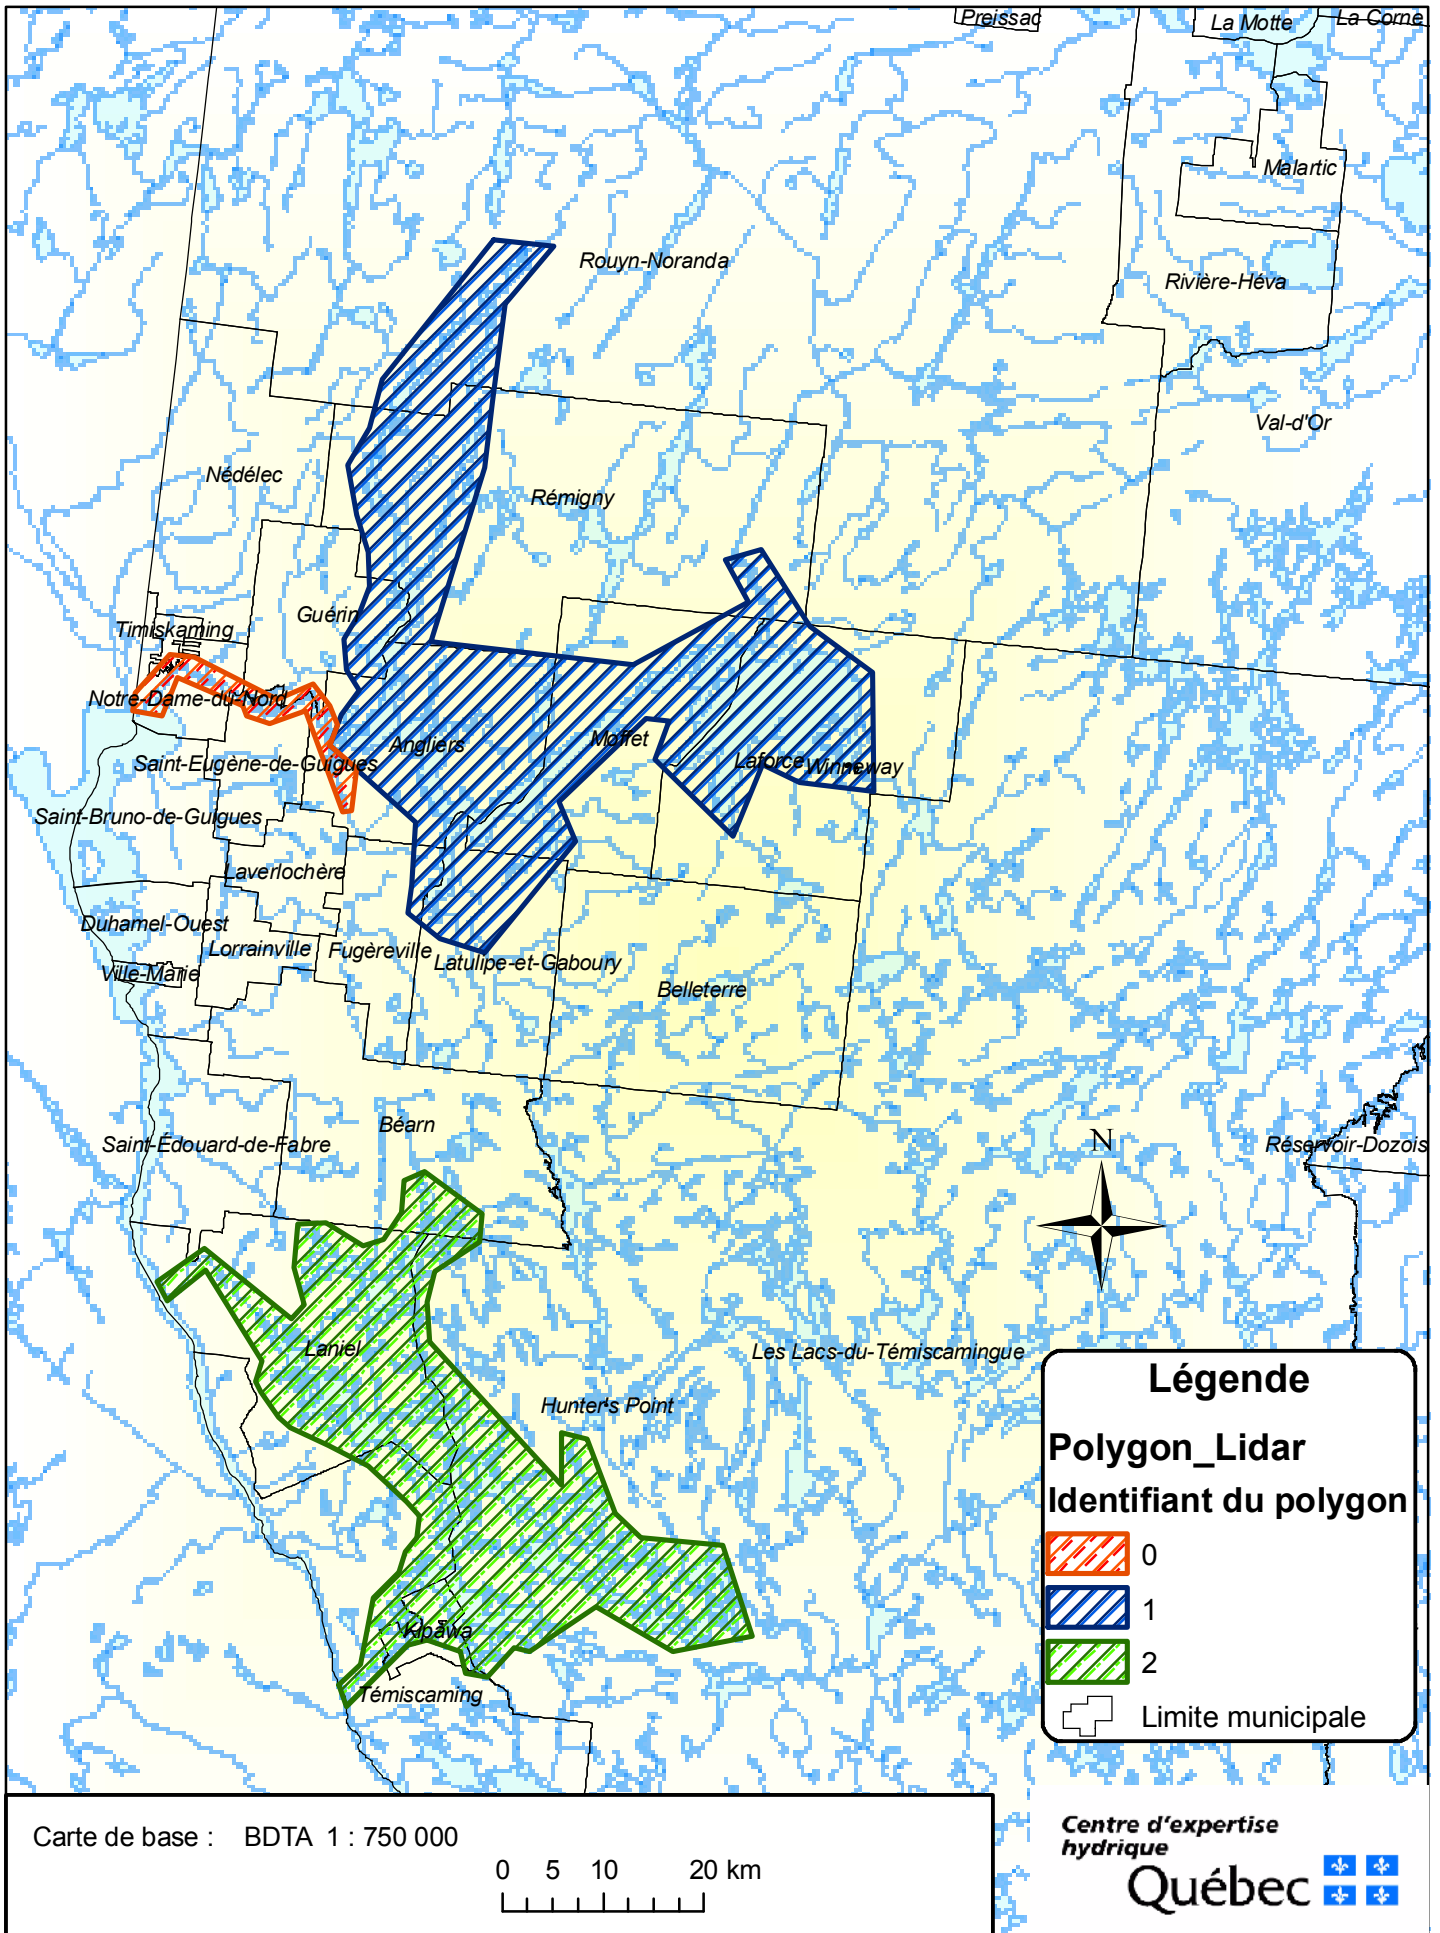 Preissac
La Motte
La Corne
Malartic
Rouyn-Noranda
Rivière-Héva
Val-d'Or
Nédélec
Rémigny
Guérin
Timiskaming
Notre-Dame-du-Nord
Angliers
Moffet
Saint-Eugène-de-Guigues
Laforce
Winneway
Saint-Bruno-de-Guigues
Laverlochère
Duhamel-Ouest
Lorrainville
Fugèreville
Latulipe-et-Gaboury
Ville-Marie
Belleterre
Béarn
Saint-Édouard-de-Fabre
N
Réservoir-Dozois
Laniel
Les Lacs-du-Témiscamingue
Hunter's Point
Kipawa
Témiscaming
Légende
Polygon_Lidar
Identifiant du polygon
0
1
2
Limite municipale
Carte de base : BDTA 1 : 750 000
0 5 10 20 km
Centre d'expertise
hydrique
Québec